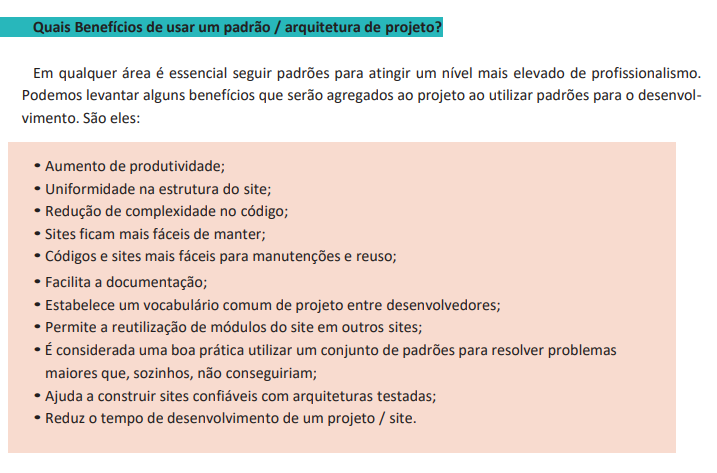 Quais Benefícios de usar um padrão / arquitetura de projeto?
Em qualquer área é essencial seguir padrões para atingir um nível mais elevado de profissionalismo.
Podemos levantar alguns benefícios que serão agregados ao projeto ao utilizar padrões para o desenvol-
vimento. São eles:
• Aumento de produtividade;
• Uniformidade na estrutura do site;
• Redução de complexidade no código;
• Sites ficam mais fáceis de manter;
• Códigos e sites mais fáceis para manutenções e reuso;
• Facilita a documentação;
• Estabelece um vocabulário comum de projeto entre desenvolvedores;
• Permite a reutilização de módulos do site em outros sites;
• É considerada uma boa prática utilizar um conjunto de padrões para resolver problemas
maiores que, sozinhos, não conseguiriam;
• Ajuda a construir sites confiáveis com arquiteturas testadas;
• Reduz o tempo de desenvolvimento de um projeto / site.